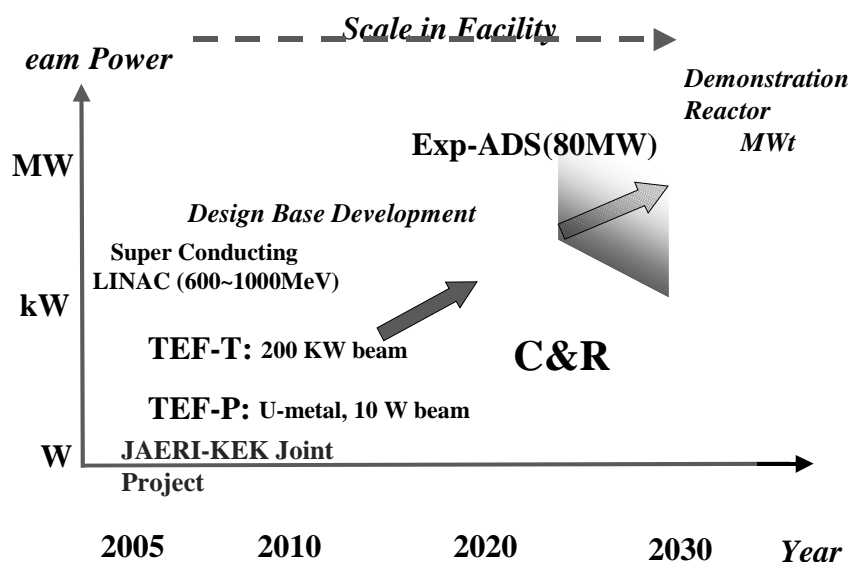 Scale in Facility
eam Power
Demonstration
Reactor
MWt
Exp-ADS(80MW)
MW
Design Base Development
Super Conducting
LINAC (600~1000MeV)
kW
TEF-T: 200 KW beam
C&R
TEF-P: U-metal, 10 W beam
W
JAERI-KEK Joint
Project
2005 2010 2020 2030 Year